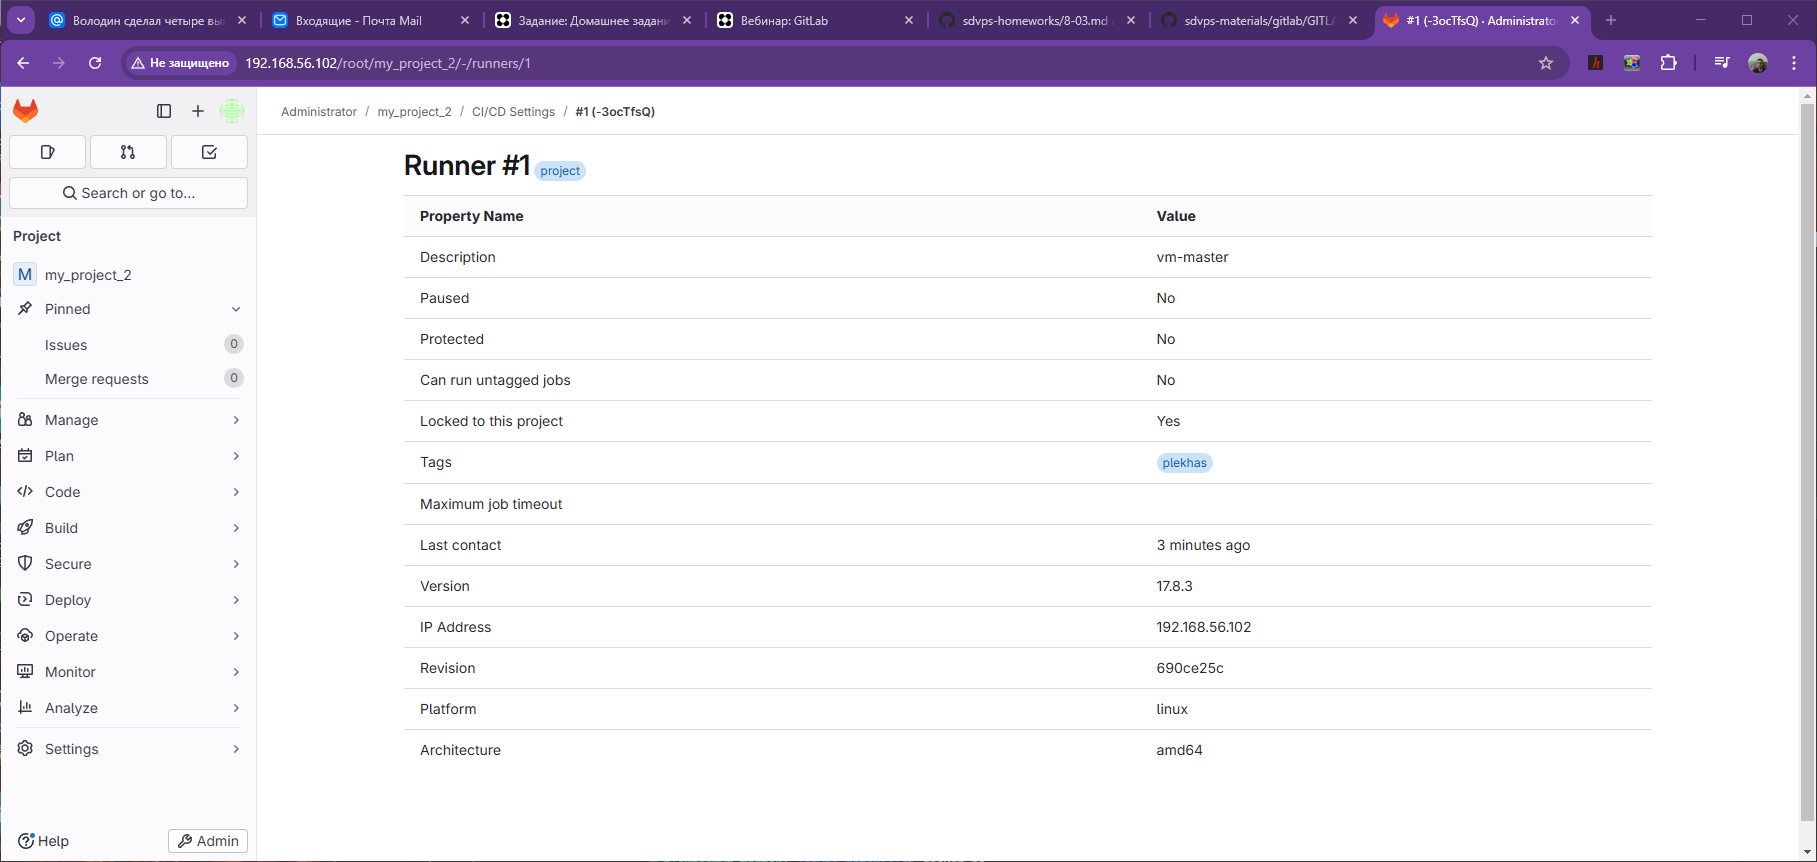 Володин сделал четыре вы
Входящие - Почта Mail
Задание: Домашнее задани
Вебинар: GitLab
sdvps-homeworks/8-03.md
sdvps-materials/gitlab/GITLA
#1 (-3ocTfsQ) · Administrato
Не защищено
192.168.56.102/root/my_project_2/-/runners/1
Administrator / my_project_2 / CI/CD Settings / #1 (-3ocTfsQ)
Search or go to...
Project
M my_project_2
Pinned
Issues 0
Merge requests 0
Manage
Plan
Code
Build
Secure
Deploy
Operate
Monitor
Analyze
Settings
Help
Admin
Runner #1 project
Property Name Value
Description vm-master
Paused No
Protected No
Can run untagged jobs No
Locked to this project Yes
Tags plekhas
Maximum job timeout
Last contact 3 minutes ago
Version 17.8.3
IP Address 192.168.56.102
Revision 690ce25c
Platform linux
Architecture amd64